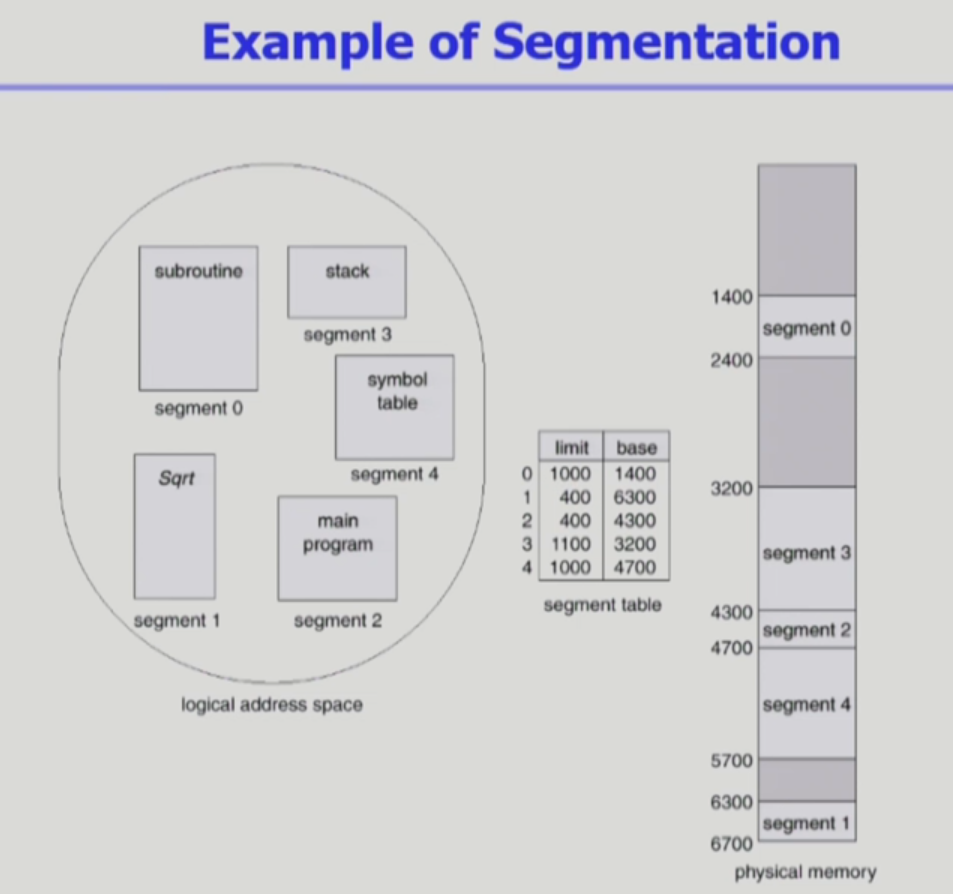 Example of Segmentation
subroutine
segment 0
stack
segment 3
symbol
table
segment 4
Sqrt
segment 1
main
program
segment 2
logical address space
limit base
0 1000 1400
1 400 6300
2 400 4300
3 1100 3200
4 1000 4700
segment table
1400
segment 0
2400
3200
segment 3
4300
segment 2
4700
segment 4
5700
6300
segment 1
6700
physical memory